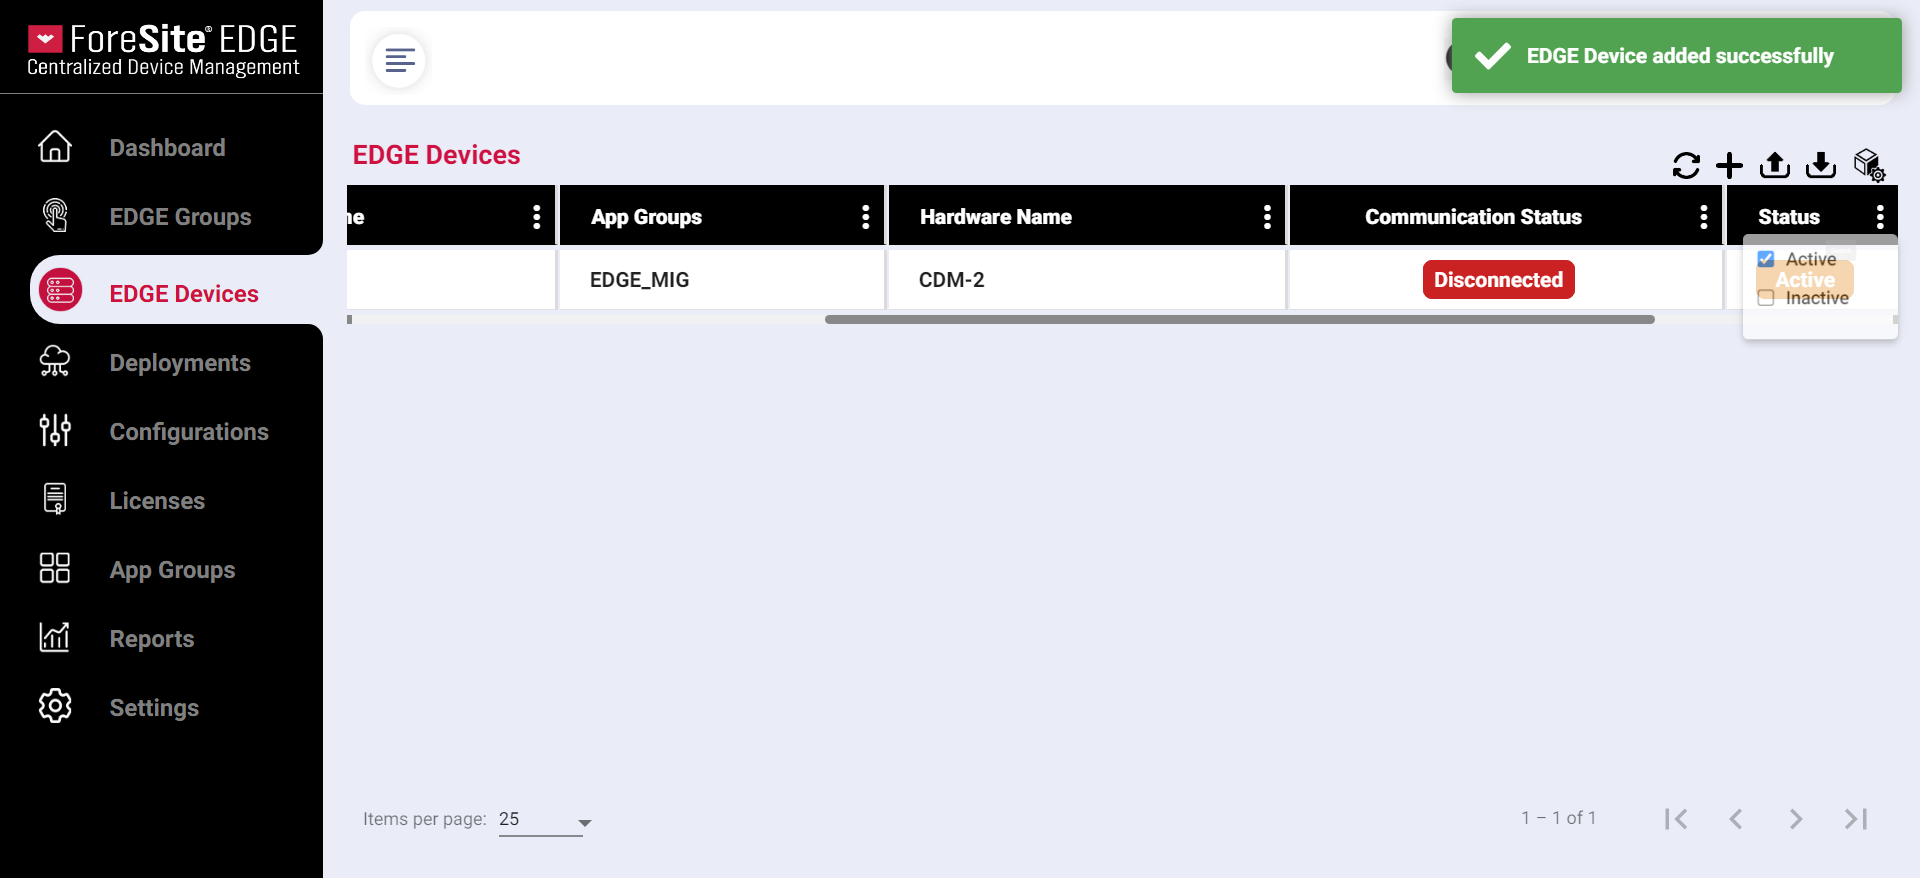 ForeSite® EDGE
Centralized Device Management
EDGE Device added successfully
Dashboard
EDGE Groups
EDGE Devices
Deployments
Configurations
Licenses
App Groups
Reports
Settings
EDGE Devices
App Groups
Hardware Name
Communication Status
Status
EDGE_MIG
CDM-2
Disconnected
Active
Active
Inactive
Items per page: 25
1 – 1 of 1